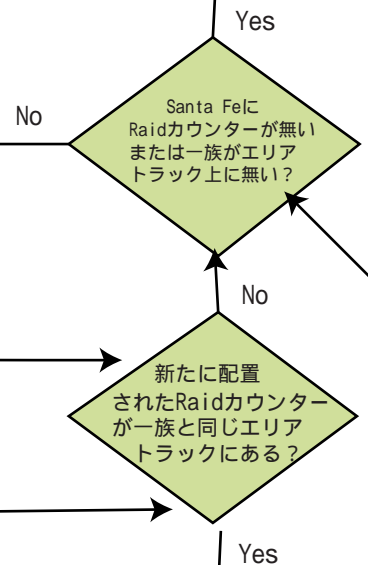 Yes
No
Santa Feに
Raidカウンターが無い
または一族がエリア
トラック上に無い？
No
新たに配置
されたRaidカウンター
が一族と同じエリア
トラックにある？
Yes